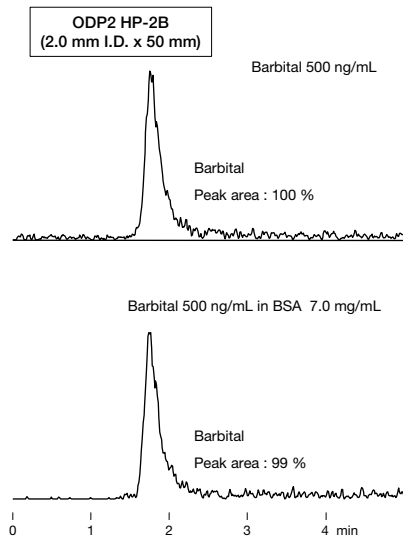 ODP2 HP-2B
(2.0 mm I.D. x 50 mm)
Barbital 500 ng/mL
Barbital
Peak area : 100 %
Barbital 500 ng/mL in BSA  7.0 mg/mL
Barbital
Peak area : 99 %
0 1 2 3 4 min